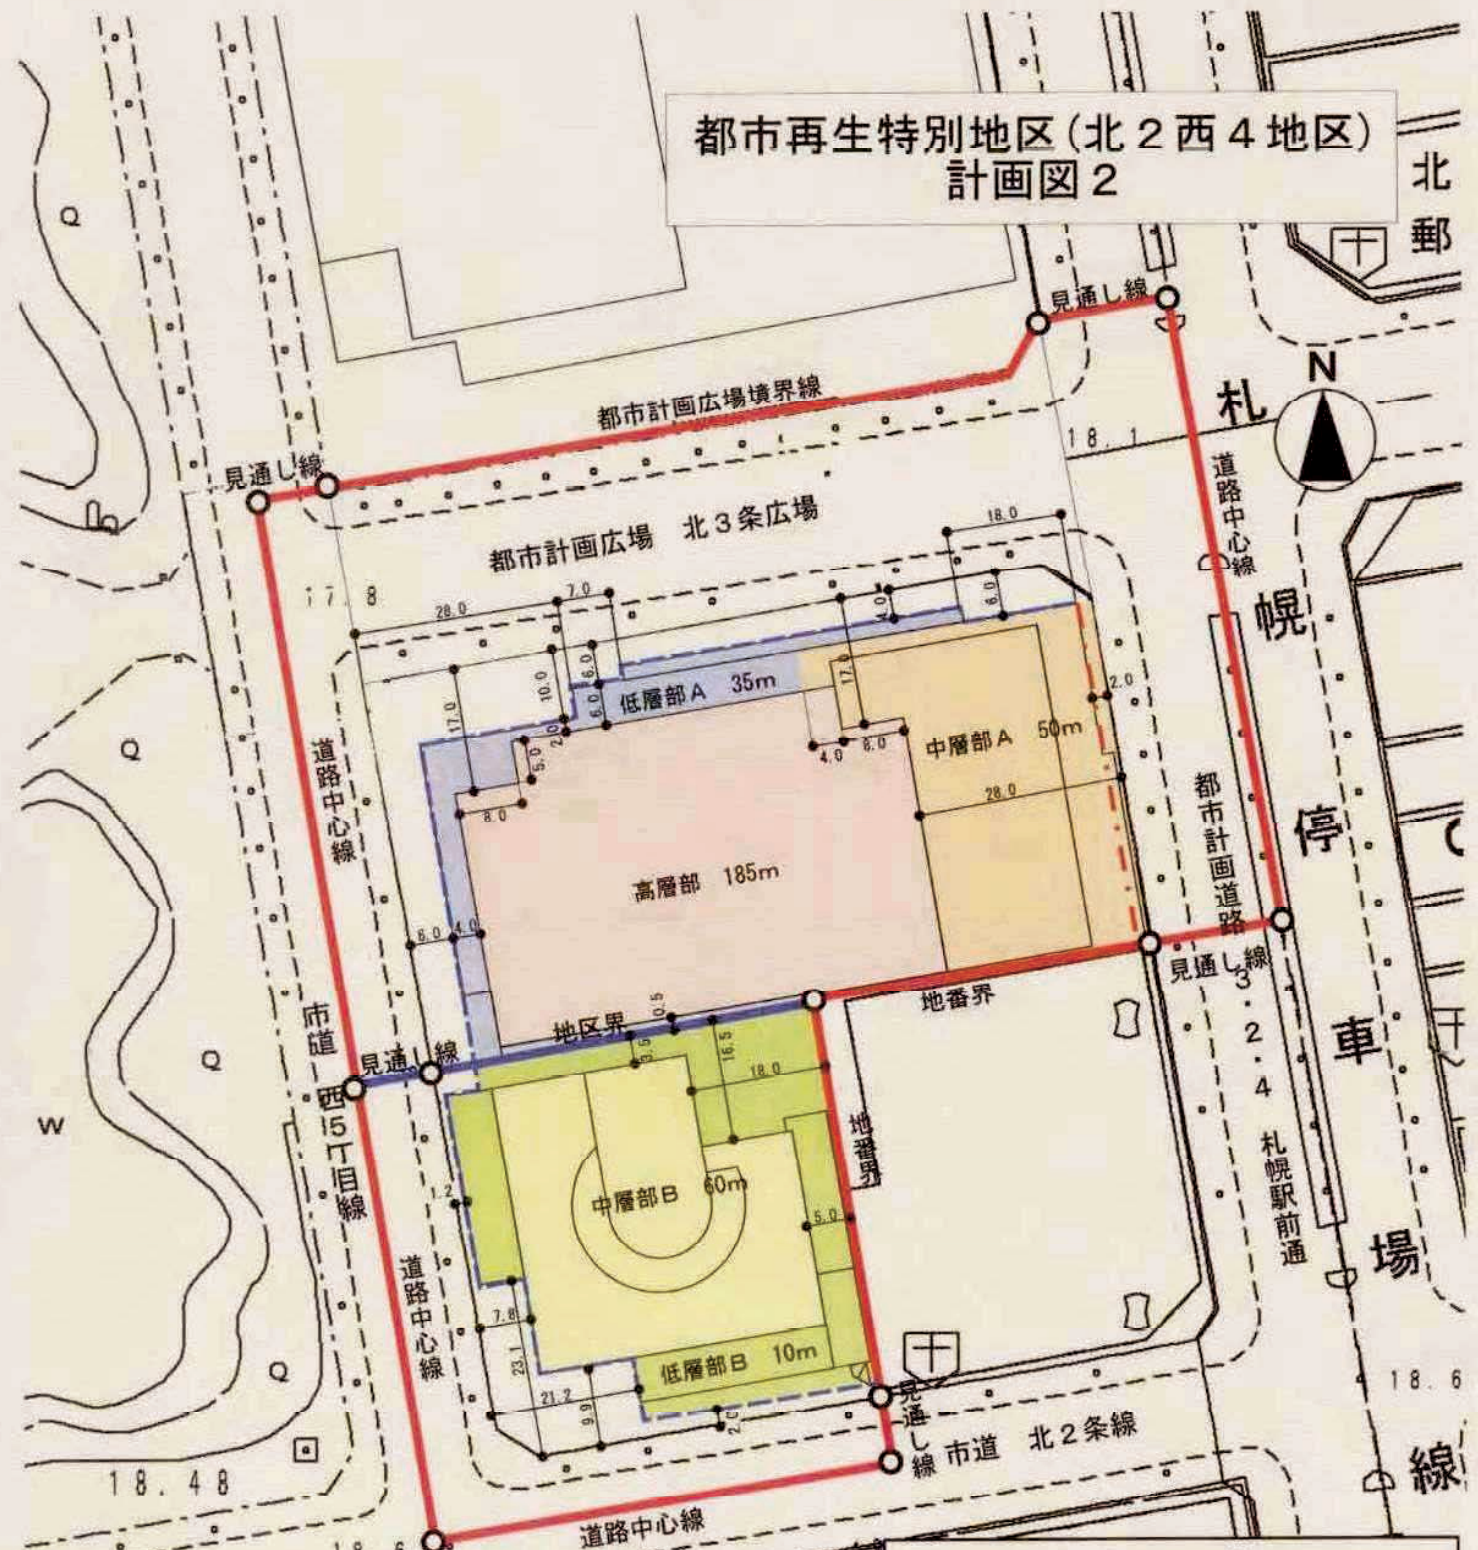 都市再生特別地区(北2西4地区)
計画図2
北
郵
見通し線
N
札
都市計画広場境界線
18.1
見通し線
道路中心線
18.0
都市計画広場 北3条広場
17.8
28.0
7.0
4.0
6.0
幌
6.0
10.0
17.0
低層部A 35m
2.0
6.0
17.0
2.0
中層部A 50m
5.0
4.0
8.0
道路中心線
都市計画道路
8.0
28.0
停
高層部 185m
6.0
4.0
見通し線
地番界
3・2・4 札幌駅前通
0.5
地区界
市道 西5丁目線
見通し線
車
3.5
16.5
18.0
地番界
W
Q
Q
Q
Q
1.2
中層部B 60m
5.0
道路中心線
場
7.8
23.1
低層部B 10m
21.2
9.9
2.0
見通し線
18.6
市道 北2条線
線
18.48
道路中心線